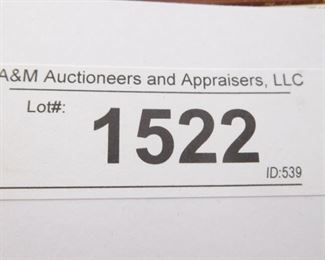 A&M Auctioneers and Appraisers, LLC
Lot#:
1522
ID:539